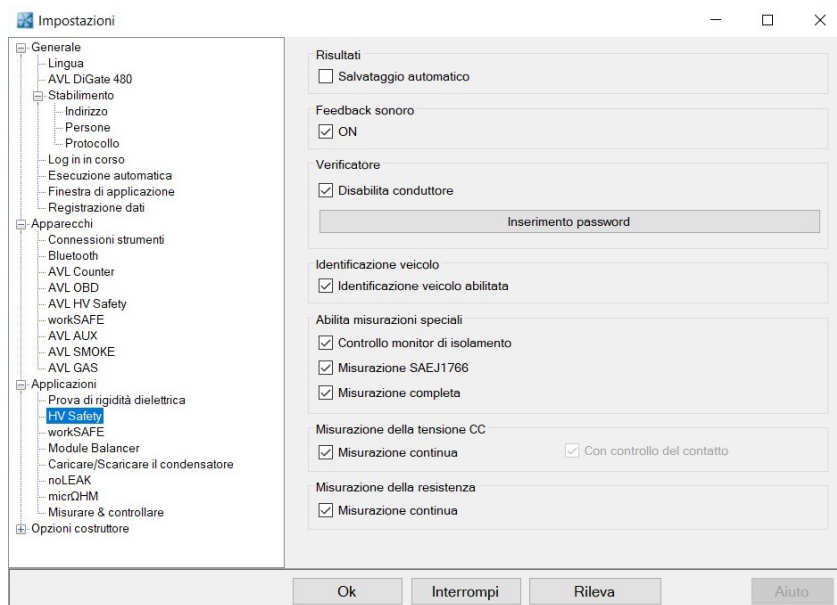 Impostazioni
Generale
Lingua
AVL DiGate 480
Stabilimento
Indirizzo
Persone
Protocollo
Log in in corso
Esecuzione automatica
Finestra di applicazione
Registrazione dati
Apparecchi
Connessioni strumenti
Bluetooth
AVL Counter
AVL OBD
AVL HV Safety
workSAFE
AVL AUX
AVL SMOKE
AVL GAS
Applicazioni
Prova di rigidità dielettrica
HV Safety
workSAFE
Module Balancer
Caricare/Scaricare il condensatore
noLEAK
micrΩHM
Misurare & controllare
Opzioni costruttore
Risultati
Salvataggio automatico
Feedback sonoro
ON
Verificatore
Disabilita conduttore
Inserimento password
Identificazione veicolo
Identificazione veicolo abilitata
Abilita misurazioni speciali
Controllo monitor di isolamento
Misurazione SAEJ1766
Misurazione completa
Misurazione della tensione CC
Misurazione continua Con controllo del contatto
Misurazione della resistenza
Misurazione continua
Ok Interrompi Rileva Aiuto